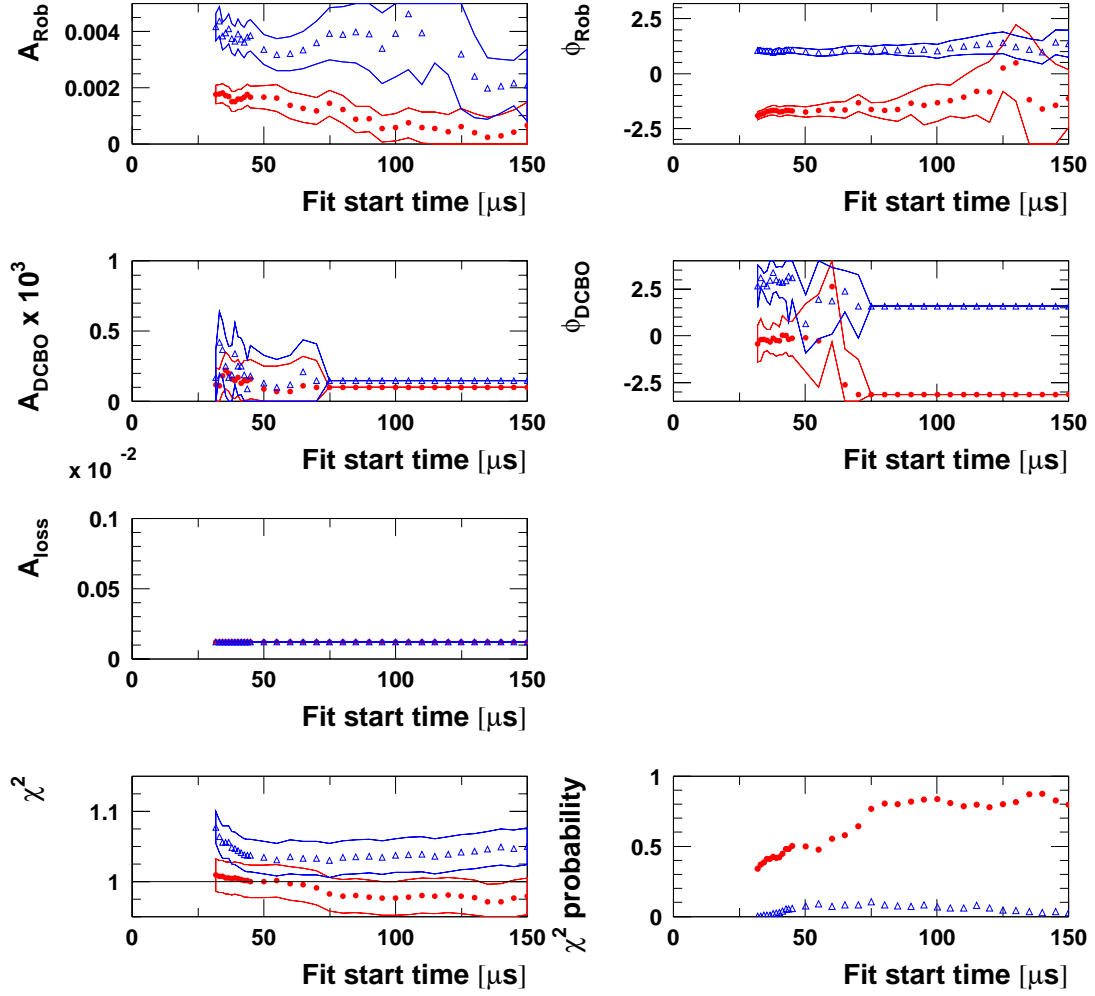 A_Rob
0.004
0.002
0
0 50 100 150
Fit start time [μs]
ϕ_Rob
2.5
0
-2.5
0 50 100 150
Fit start time [μs]
A_DCBO x 10^3
1
0.5
0
0 50 100 150
Fit start time [μs]
ϕ_DCBO
2.5
0
-2.5
0 50 100 150
Fit start time [μs]
x 10^-2
A_loss
0.1
0.05
0
0 50 100 150
Fit start time [μs]
χ^2
1.1
1
0 50 100 150
Fit start time [μs]
χ^2 probability
1
0.5
0
0 50 100 150
Fit start time [μs]